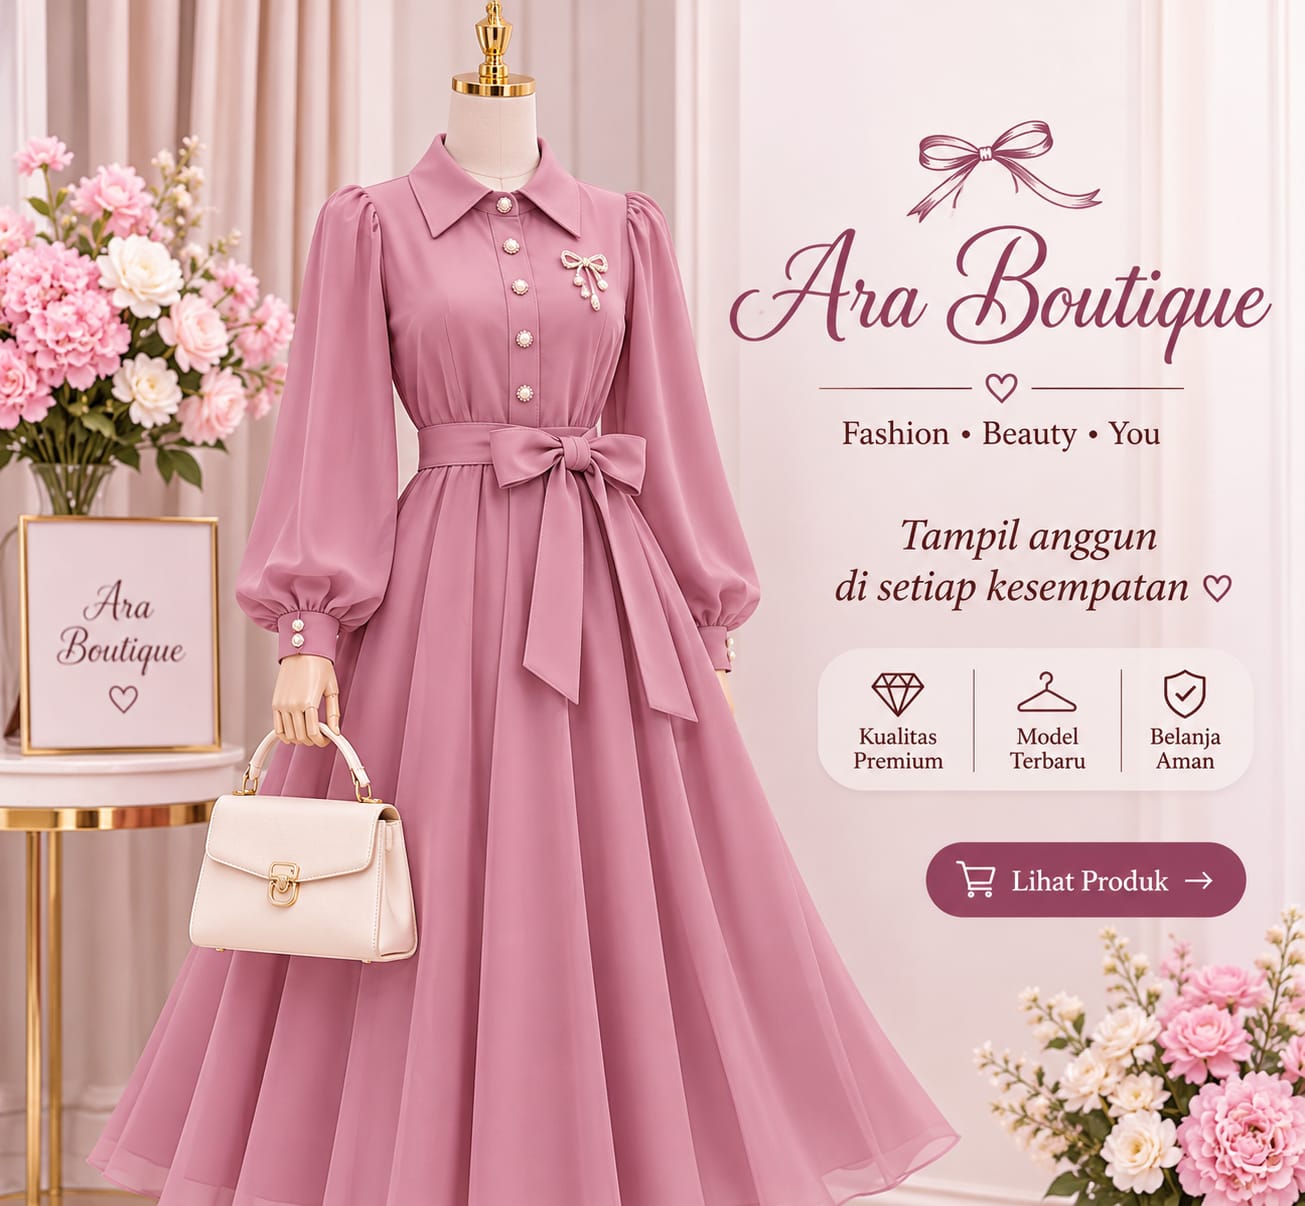 Ara Boutique
Fashion • Beauty • You
Tampil anggun
di setiap kesempatan
Kualitas
Premium
Model
Terbaru
Belanja
Aman
Lihat Produk
Ara
Boutique